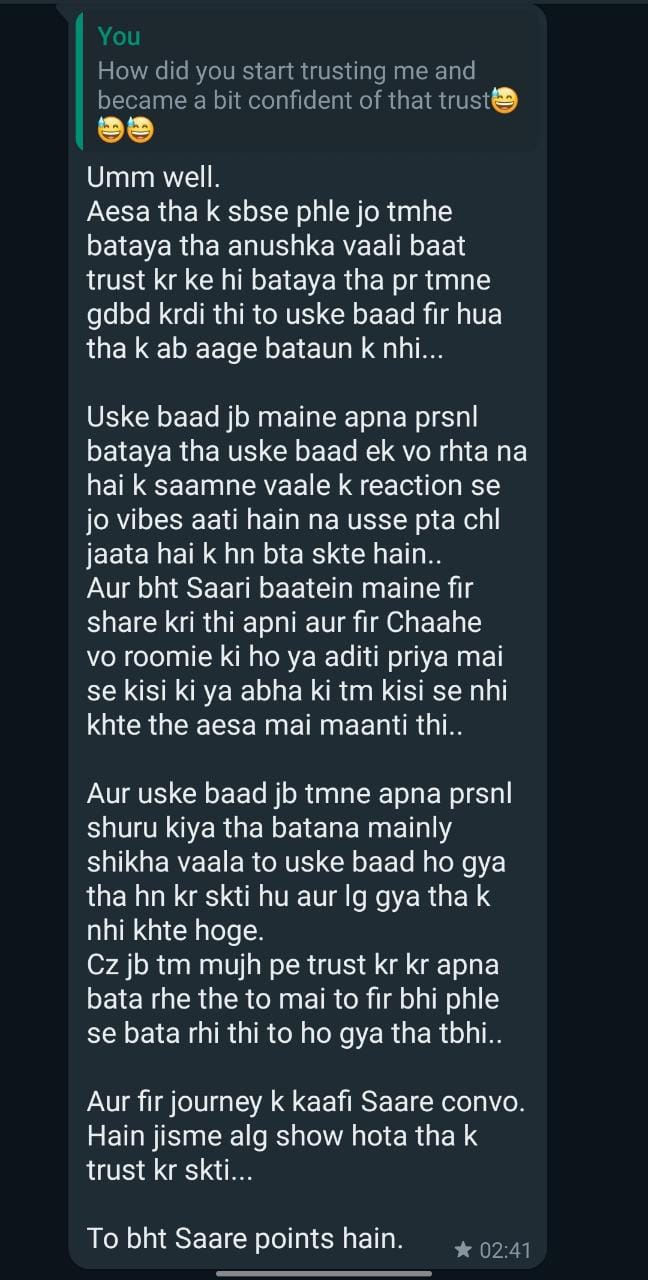 You
How did you start trusting me and
became a bit confident of that trust😅
😅😅
Umm well.
Aesa tha k sbse phle jo tmhe
bataya tha anushka vaali baat
trust kr ke hi bataya tha pr tmne
gdbd krdi thi to uske baad fir hua
tha k ab aage bataun k nhi...
Uske baad jb maine apna prsnl
bataya tha uske baad ek vo rhta na
hai k saamne vaale k reaction se
jo vibes aati hain na usse pta chl
jaata hai k hn bta skte hain..
Aur bht Saari baatein maine fir
share kri thi apni aur fir Chaahe
vo roomie ki ho ya aditi priya mai
se kisi ki ya abha ki tm kisi se nhi
khte the aesa mai maanti thi..
Aur uske baad jb tmne apna prsnl
shuru kiya tha batana mainly
shikha vaala to uske baad ho gya
tha hn kr skti hu aur lg gya tha k
nhi khte hoge.
Cz jb tm mujh pe trust kr kr apna
bata rhe the to mai to fir bhi phle
se bata rhi thi to ho gya tha tbhi..
Aur fir journey k kaafi Saare convo.
Hain jisme alg show hota tha k
trust kr skti...
To bht Saare points hain.
★ 02:41